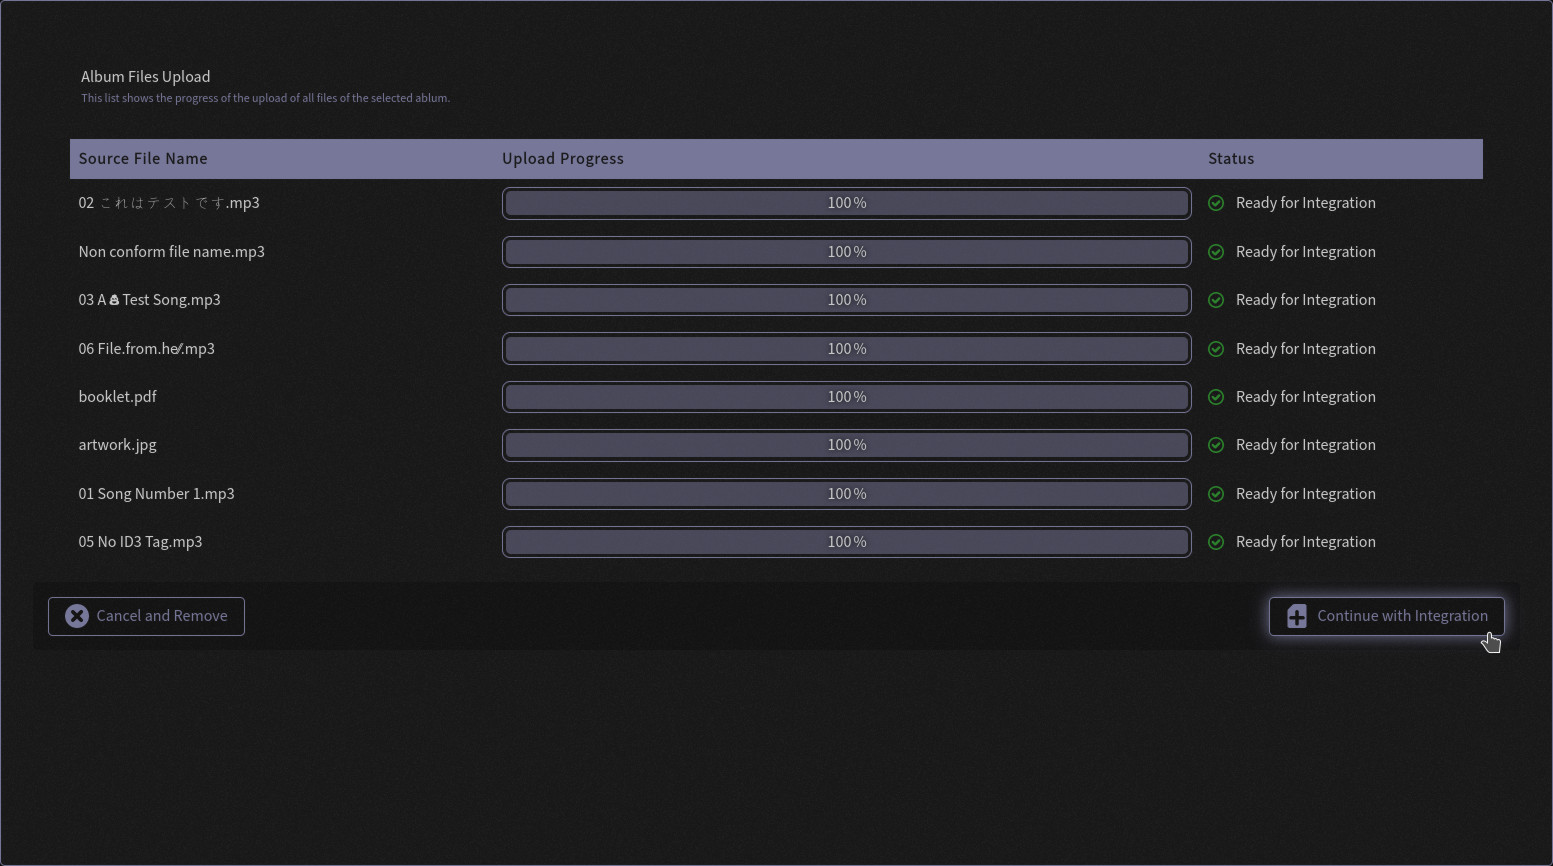 Album Files Upload
This list shows the progress of the upload of all files of the selected ablum.
Source File Name Upload Progress Status
02 これはテストです.mp3 100 % Ready for Integration
Non conform file name.mp3 100 % Ready for Integration
03 A💩Test Song.mp3 100 % Ready for Integration
06 File.from.he⫽.mp3 100 % Ready for Integration
booklet.pdf 100 % Ready for Integration
artwork.jpg 100 % Ready for Integration
01 Song Number 1.mp3 100 % Ready for Integration
05 No ID3 Tag.mp3 100 % Ready for Integration
Cancel and Remove Continue with Integration